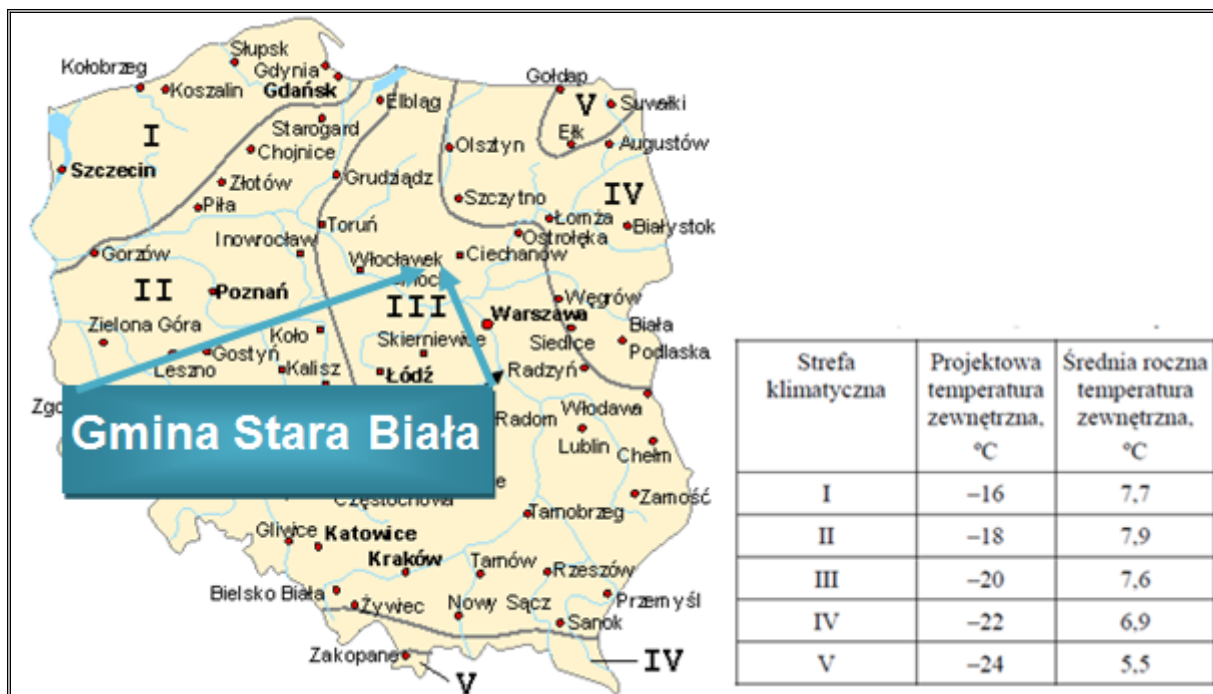 Słupsk
Kołobrzeg
Gdynia
Gołdap
Koszalin
Gdańsk
V
Suwałki
Elbląg
I
Starogard
Ełk
Chojnice
Olsztyn
Augustów
Szczecin
Złotów
Grudziądz
IV
Szczytno
Piła
Łomża
Toruń
Białystok
Ostrołęka
Inowrocław
Gorzów
Włocławek
Ciechanów
II
Poznań
III
Węgrów
Warszawa
Zielona Góra
Koło
Skierniewice
Biała
Podlaska
Siedlce
Gostyń
Leszno
Kalisz
Łódź
Radzyń
Włodawa
Gmina Stara Biała
Radom
Lublin
Chełm
Częstochowa
Zamość
Tarnobrzeg
Gliwice
Katowice
Kraków
Tarnów
Rzeszów
Bielsko Biała
Żywiec
Nowy Sącz
Przemyśl
Sanok
Zakopane
V
IV
Strefa
klimatyczna
Projektowa
temperatura
zewnętrzna,
ºC
Średnia roczna
temperatura
zewnętrzna,
ºC
I –16 7,7
II –18 7,9
III –20 7,6
IV –22 6,9
V –24 5,5